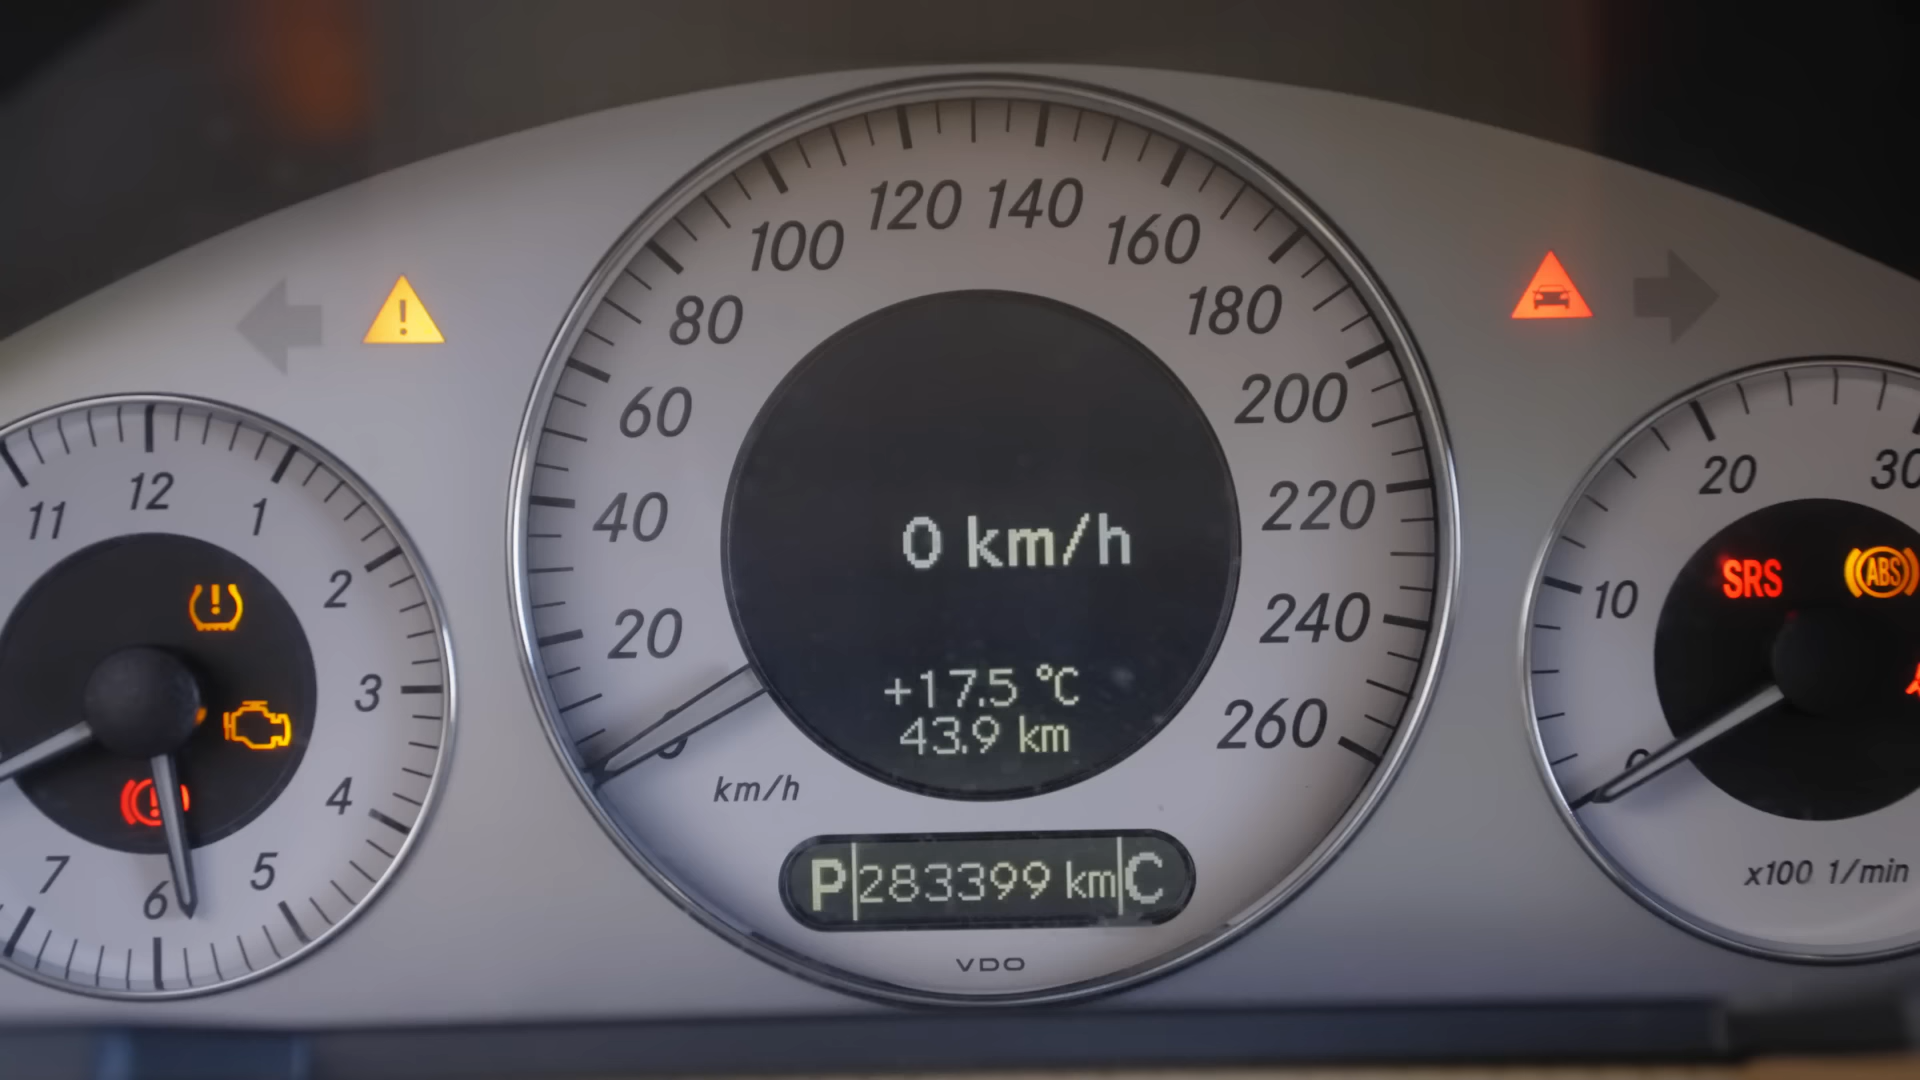 120 140
100 160
80 180
60 200
40 220
20 240
0 260
km/h
0 km/h
+17.5 °C
43.9 km
P 283399 km C
VDO
11 12 1
2
3
4
5
6
7
20 30
10
0
SRS ABS
x100 1/min